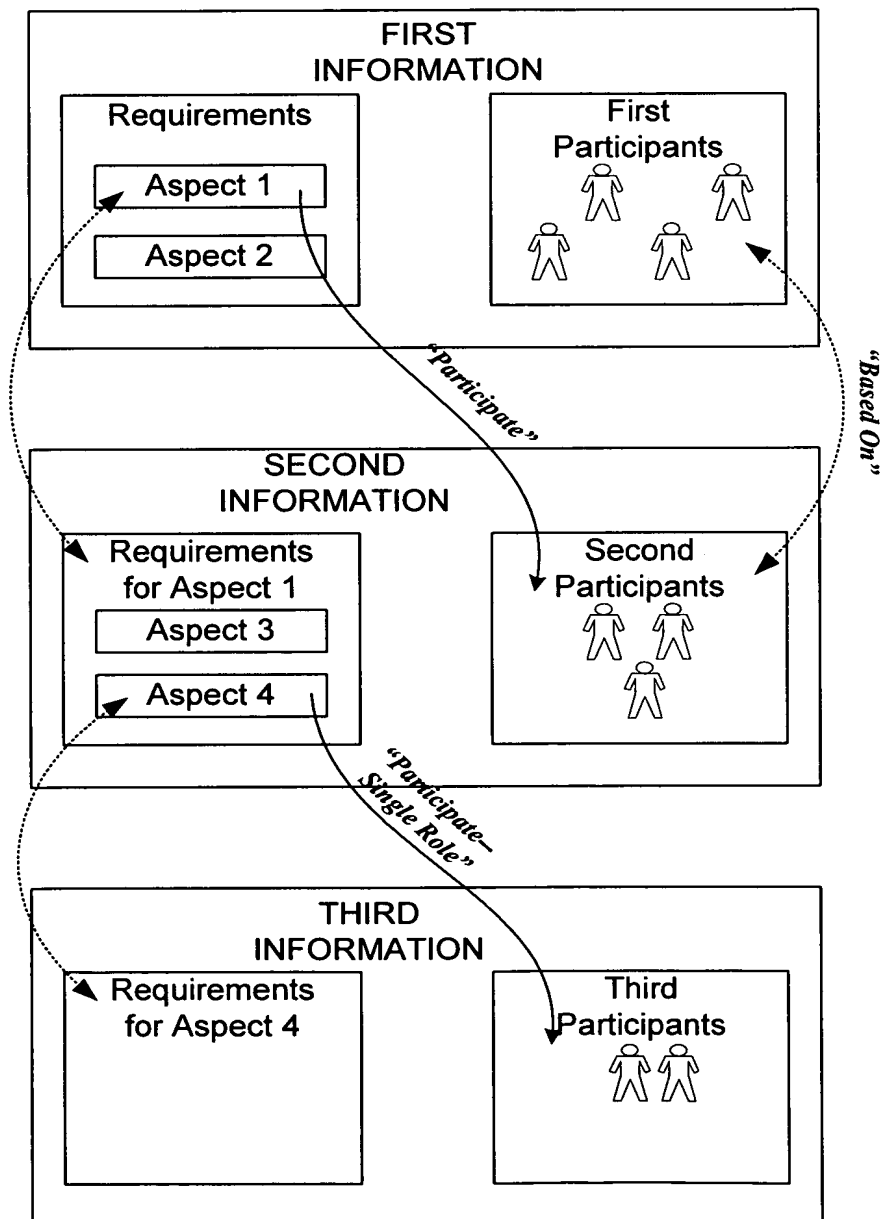 FIRST
INFORMATION
Requirements
Aspect 1
Aspect 2
First
Participants
“Participate”
“Based On”
SECOND
INFORMATION
Requirements
for Aspect 1
Aspect 3
Aspect 4
Second
Participants
“Participate–
Single Role”
THIRD
INFORMATION
Requirements
for Aspect 4
Third
Participants